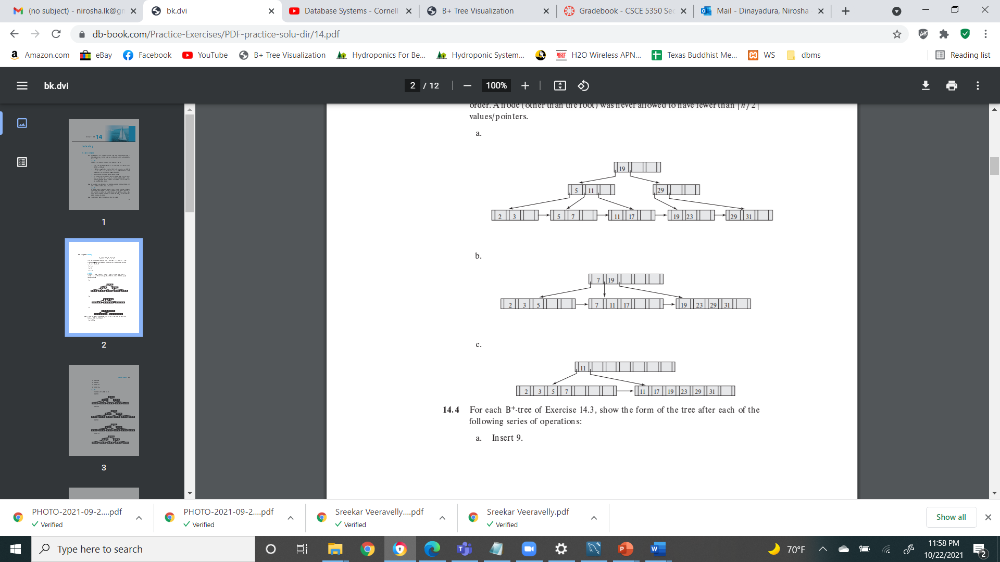 (no subject) - nirosha.lk@gm
bk.dvi
Database Systems - Cornell
B+ Tree Visualization
Gradebook - CSCE 5350 Sec
Mail - Dinayadura, Nirosha
db-book.com/Practice-Exercises/PDF-practice-solu-dir/14.pdf
Amazon.com eBay Facebook YouTube B+ Tree Visualization Hydroponics For Be... Hydroponic System... H2O Wireless APN... Texas Buddhist Me... WS dbms Reading list
bk.dvi
2 / 12
100%
order. A node (other than the root) was never allowed to have fewer than ⌈n/2⌉
values/pointers.
a.
19
5 11 29
2 3 5 7 11 17 19 23 29 31
b.
7 19
2 3 5 7 11 17 19 23 29 31
c.
11
2 3 5 7 11 17 19 23 29 31
14.4 For each B+-tree of Exercise 14.3, show the form of the tree after each of the
following series of operations:
a. Insert 9.
14
Indexing
1
2
3
PHOTO-2021-09-2....pdf
Verified
PHOTO-2021-09-2....pdf
Verified
Sreekar Veeravelly....pdf
Verified
Sreekar Veeravelly.pdf
Verified
Show all
Type here to search
70°F
11:58 PM
10/22/2021
2